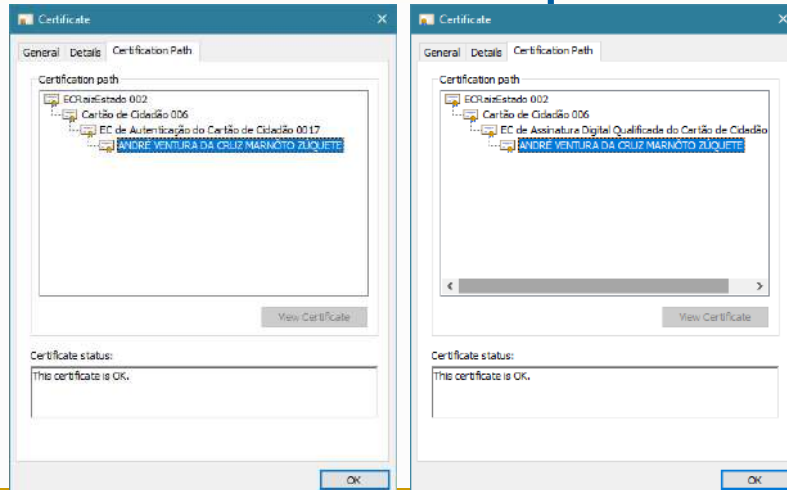 Certificate
General Details Certification Path
Certification path
ECRaizEstado 002
Cartão de Cidadão 006
EC de Autenticação do Cartão de Cidadão 0017
ANDRÉ VENTURA DA CRUZ MARNÔTO ZÚQUETE
View Certificate
Certificate status:
This certificate is OK.
OK
Certificate
General Details Certification Path
Certification path
ECRaizEstado 002
Cartão de Cidadão 006
EC de Assinatura Digital Qualificada do Cartão de Cidadão
ANDRÉ VENTURA DA CRUZ MARNÔTO ZÚQUETE
View Certificate
Certificate status:
This certificate is OK.
OK